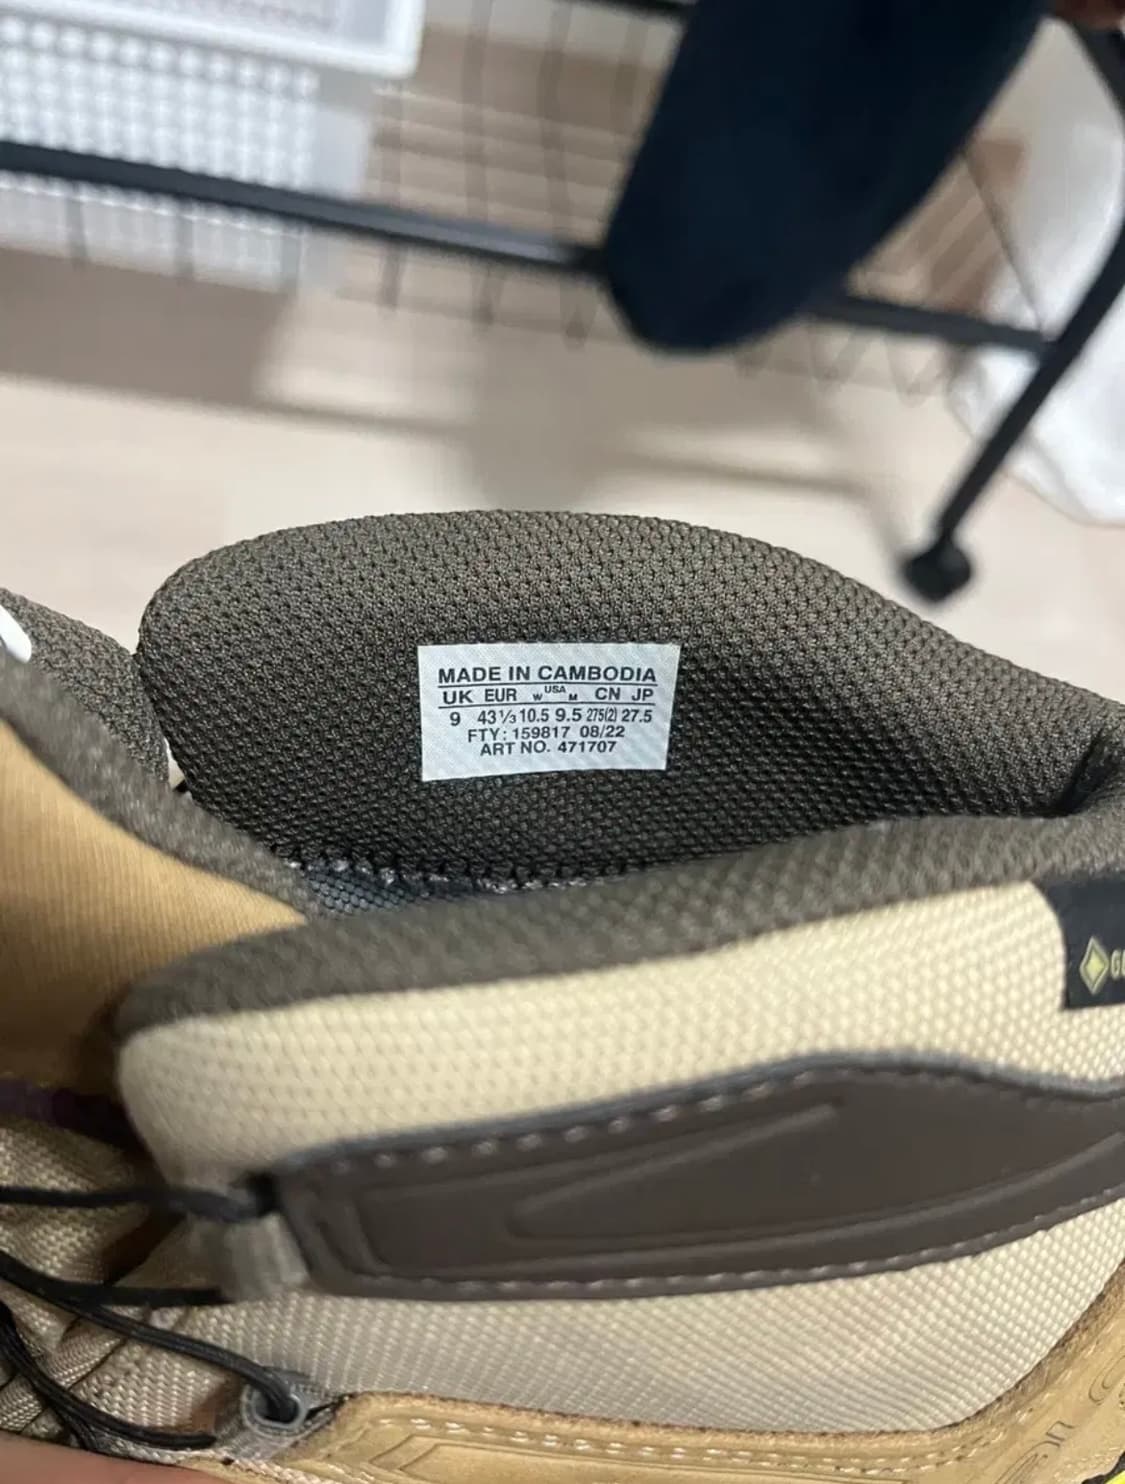 MADE IN CAMBODIA
UK EUR W USA M CN JP
9 43⅓ 10.5 9.5 275(2) 27.5
FTY: 159817 08/22
ART NO. 471707